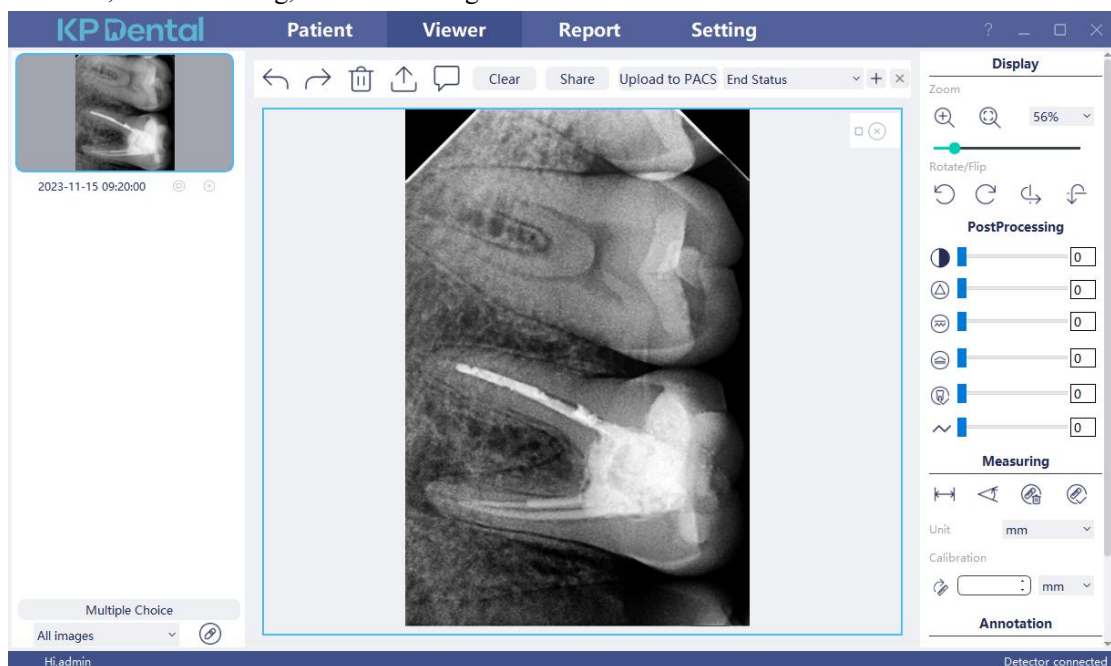 KP Dental
Patient
Viewer
Report
Setting
?
2023-11-15 09:20:00
Clear
Share
Upload to PACS
End Status
Display
Zoom
56%
Rotate/Flip
PostProcessing
0
0
0
0
0
0
Measuring
Unit
mm
Calibration
mm
Annotation
Multiple Choice
All images
Hi,admin
Detector connected